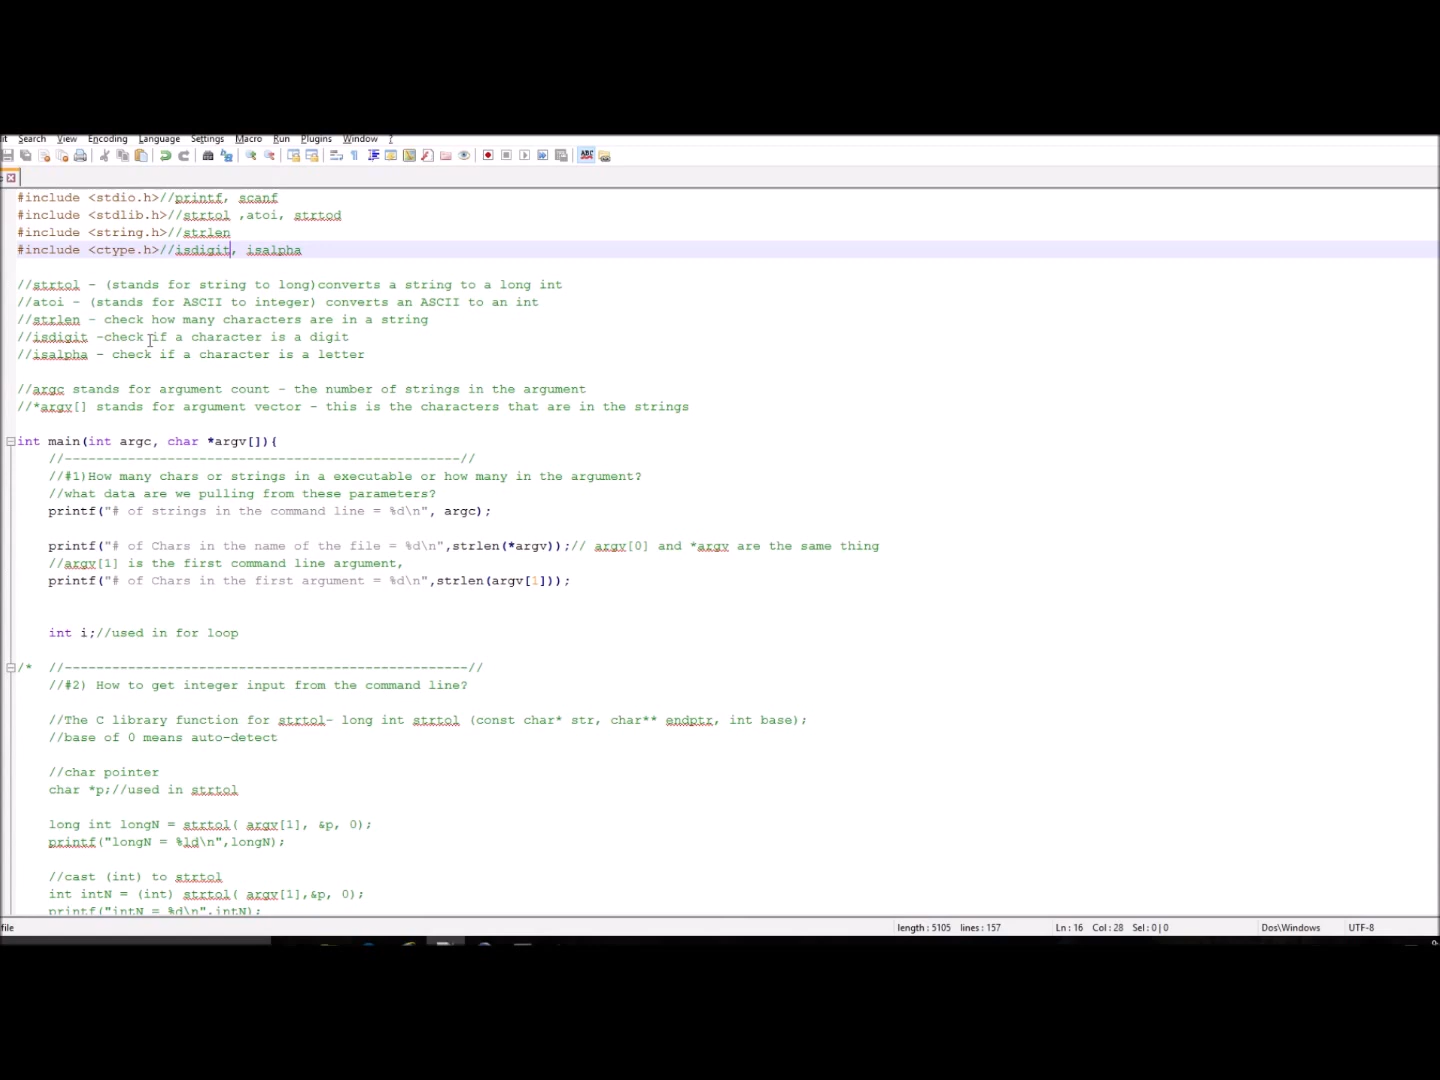 it Search View Encoding Language Settings Macro Run Plugins Window ?
#include <stdio.h>//printf, scanf
#include <stdlib.h>//strtol ,atoi, strtod
#include <string.h>//strlen
#include <ctype.h>//isdigit, isalpha
//strtol - (stands for string to long)converts a string to a long int
//atoi - (stands for ASCII to integer) converts an ASCII to an int
//strlen - check how many characters are in a string
//isdigit -check if a character is a digit
//isalpha - check if a character is a letter
//argc stands for argument count - the number of strings in the argument
//*argv[] stands for argument vector - this is the characters that are in the strings
int main(int argc, char *argv[]){
//--------------------------------------------------//
//#1)How many chars or strings in a executable or how many in the argument?
//what data are we pulling from these parameters?
printf("# of strings in the command line = %d\n", argc);
printf("# of Chars in the name of the file = %d\n",strlen(*argv));// argv[0] and *argv are the same thing
//argv[1] is the first command line argument,
printf("# of Chars in the first argument = %d\n",strlen(argv[1]));
int i;//used in for loop
/* //---------------------------------------------------//
//#2) How to get integer input from the command line?
//The C library function for strtol- long int strtol (const char* str, char** endptr, int base);
//base of 0 means auto-detect
//char pointer
char *p;//used in strtol
long int longN = strtol( argv[1], &p, 0);
printf("longN = %ld\n",longN);
//cast (int) to strtol
int intN = (int) strtol( argv[1],&p, 0);
printf("intN = %d\n",intN);
file length : 5105 lines : 157 Ln : 16 Col : 28 Sel : 0 | 0 Dos\Windows UTF-8